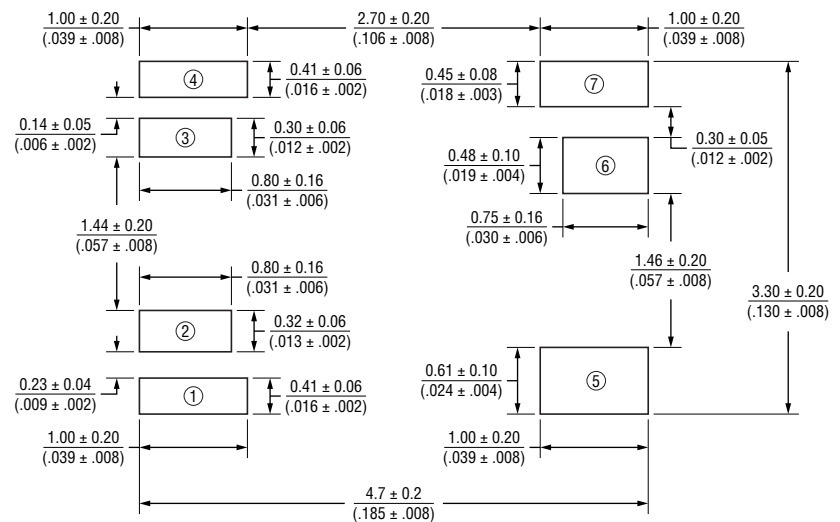 1.00 ± 0.20
(.039 ± .008)
2.70 ± 0.20
(.106 ± .008)
1.00 ± 0.20
(.039 ± .008)
④
0.41 ± 0.06
(.016 ± .002)
0.45 ± 0.08
(.018 ± .003)
⑦
0.14 ± 0.05
(.006 ± .002)
③
0.30 ± 0.06
(.012 ± .002)
0.30 ± 0.05
(.012 ± .002)
0.48 ± 0.10
(.019 ± .004)
⑥
0.80 ± 0.16
(.031 ± .006)
0.75 ± 0.16
(.030 ± .006)
1.44 ± 0.20
(.057 ± .008)
1.46 ± 0.20
(.057 ± .008)
0.80 ± 0.16
(.031 ± .006)
3.30 ± 0.20
(.130 ± .008)
②
0.32 ± 0.06
(.013 ± .002)
0.61 ± 0.10
(.024 ± .004)
⑤
0.23 ± 0.04
(.009 ± .002)
①
0.41 ± 0.06
(.016 ± .002)
1.00 ± 0.20
(.039 ± .008)
1.00 ± 0.20
(.039 ± .008)
4.7 ± 0.2
(.185 ± .008)